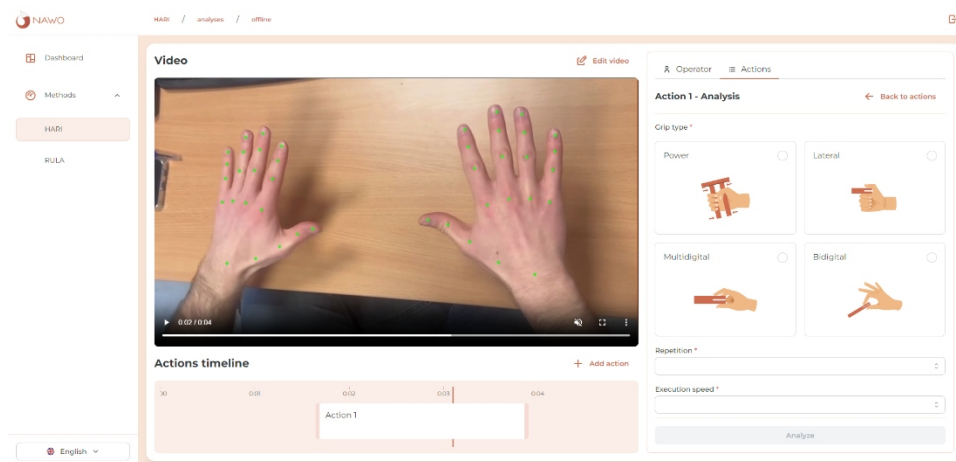 NAWO
HARI / analyses / offline
Dashboard
Methods
HARI
RULA
English
Video
Edit video
0:02 / 0:04
Actions timeline
Add action
0:01
0:02
0:03
0:04
Action 1
Operator
Actions
Action 1 - Analysis
Back to actions
Grip type *
Power
Lateral
Multidigital
Bidigital
Repetition *
Execution speed *
Analyze